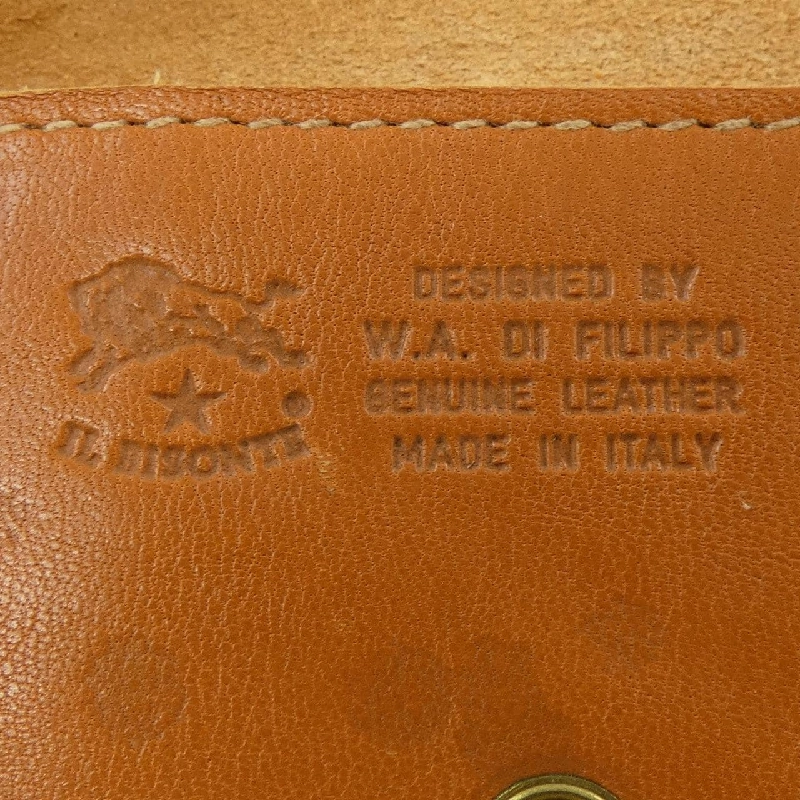 IL BISONTE
DESIGNED BY
W.A. DI FILIPPO
GENUINE LEATHER
MADE IN ITALY